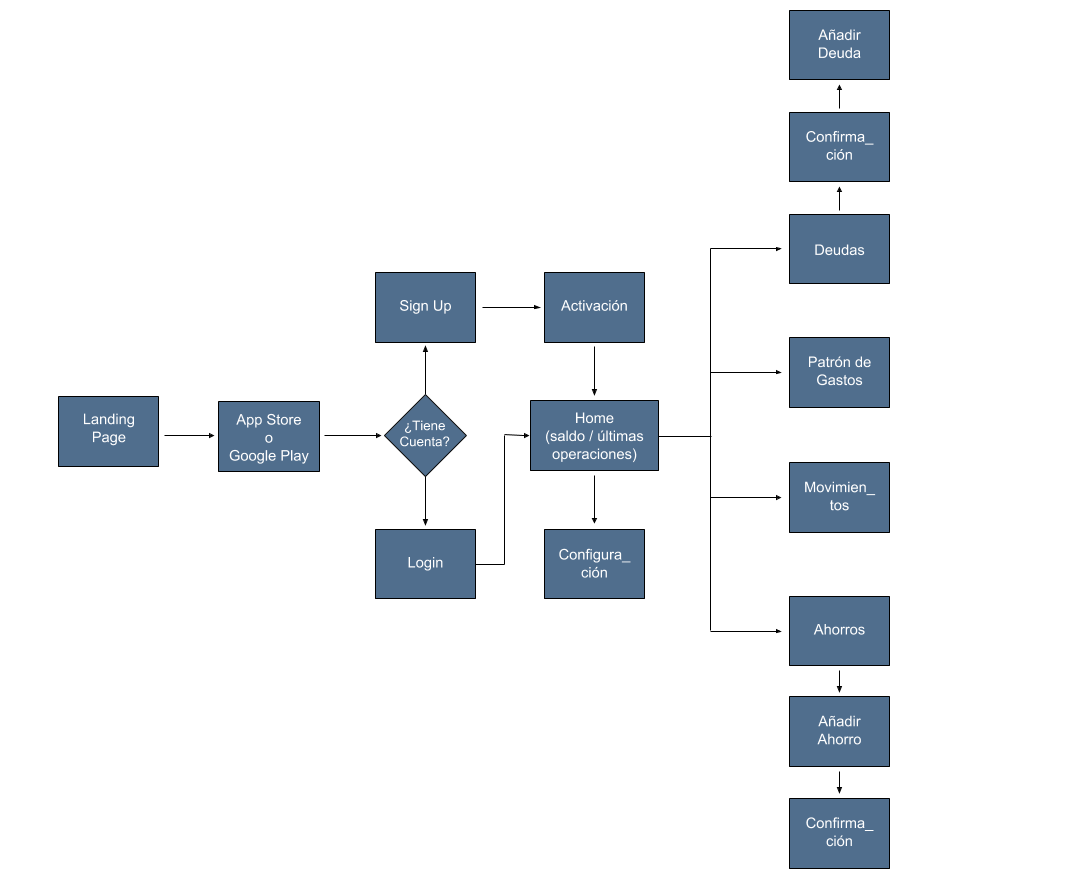 Landing
Page
App Store
o
Google Play
¿Tiene
Cuenta?
Sign Up
Activación
Login
Home
(saldo / últimas
operaciones)
Configura_
ción
Añadir
Deuda
Confirma_
ción
Deudas
Patrón de
Gastos
Movimien_
tos
Ahorros
Añadir
Ahorro
Confirma_
ción